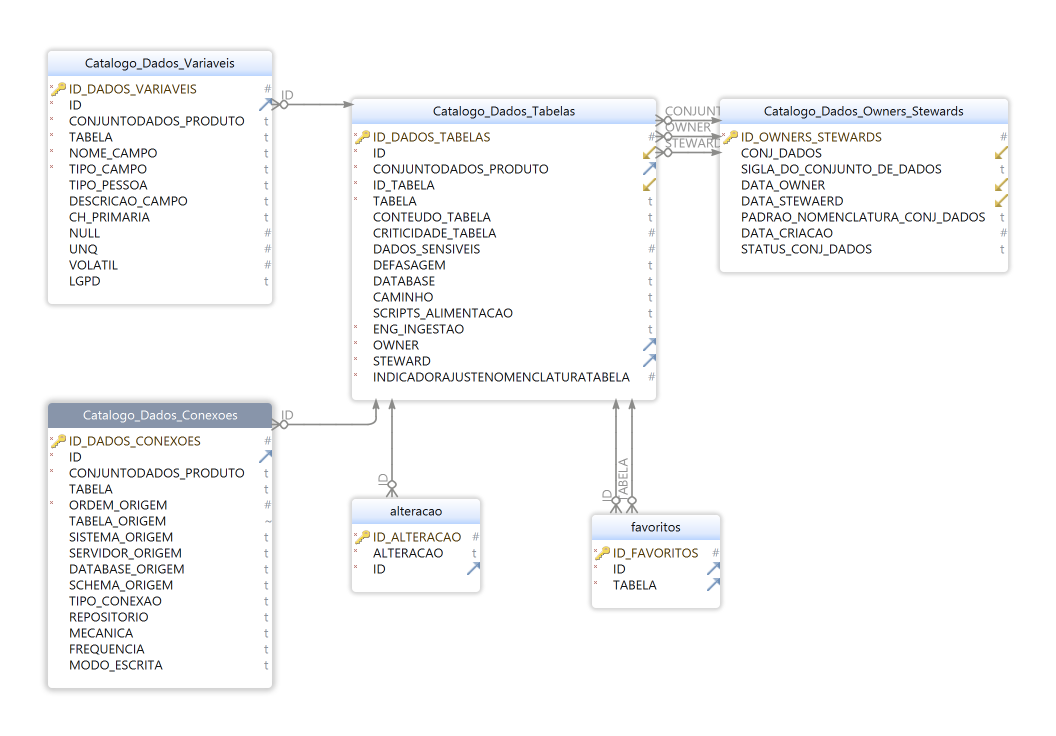 Catalogo_Dados_Variaveis
ID_DADOS_VARIAVEIS #
ID
CONJUNTODADOS_PRODUTO t
TABELA t
NOME_CAMPO t
TIPO_CAMPO t
TIPO_PESSOA t
DESCRICAO_CAMPO t
CH_PRIMARIA t
NULL #
UNQ #
VOLATIL #
LGPD t
ID
Catalogo_Dados_Tabelas
ID_DADOS_TABELAS #
ID
CONJUNTODADOS_PRODUTO
ID_TABELA
TABELA t
CONTEUDO_TABELA t
CRITICIDADE_TABELA #
DADOS_SENSIVEIS #
DEFASAGEM t
DATABASE t
CAMINHO t
SCRIPTS_ALIMENTACAO t
ENG_INGESTAO t
OWNER
STEWARD
INDICADORAJUSTENOMENCLATURATABELA #
CONJUNT
OWNER
STEWARD
Catalogo_Dados_Owners_Stewards
ID_OWNERS_STEWARDS #
CONJ_DADOS
SIGLA_DO_CONJUNTO_DE_DADOS t
DATA_OWNER
DATA_STEWAERD
PADRAO_NOMENCLATURA_CONJ_DADOS t
DATA_CRIACAO #
STATUS_CONJ_DADOS t
Catalogo_Dados_Conexoes
ID_DADOS_CONEXOES #
ID
CONJUNTODADOS_PRODUTO t
TABELA t
ORDEM_ORIGEM #
TABELA_ORIGEM ~
SISTEMA_ORIGEM t
SERVIDOR_ORIGEM t
DATABASE_ORIGEM t
SCHEMA_ORIGEM t
TIPO_CONEXAO t
REPOSITORIO t
MECANICA t
FREQUENCIA t
MODO_ESCRITA t
ID
ID
alteracao
ID_ALTERACAO #
ALTERACAO t
ID
ID
TABELA
favoritos
ID_FAVORITOS #
ID
TABELA